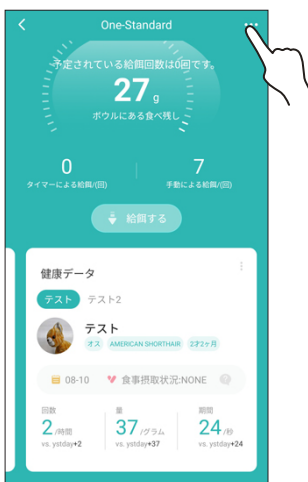 One-Standard
予定されている給餌回数は0回です。
27 g
ボウルにある食べ残し
0 7
タイマーによる給餌/(回) 手動による給餌/(回)
給餌する
健康データ
テスト テスト2
テスト
オス AMERICAN SHORTHAIR 2才2ヶ月
08-10 食事摂取状況:NONE
回数 量 期間
2 /時間 37 /グラム 24 /秒
vs. ystday+2 vs. ystday+37 vs. ystday+24